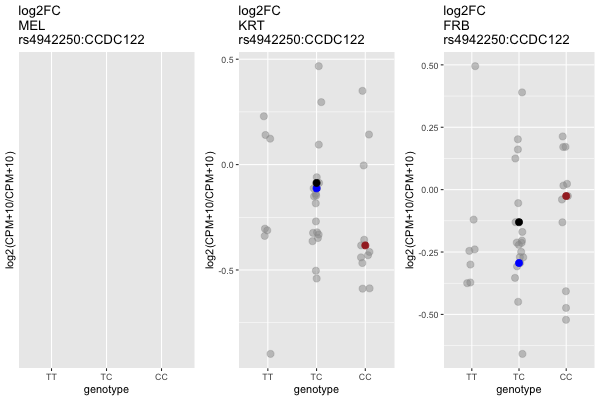 log2FC
MEL
rs4942250:CCDC122
log2(CPM+10/CPM+10)
TT TC CC
genotype
log2FC
KRT
rs4942250:CCDC122
log2(CPM+10/CPM+10)
0.5
0.0
-0.5
TT TC CC
genotype
log2FC
FRB
rs4942250:CCDC122
log2(CPM+10/CPM+10)
0.50
0.25
0.00
-0.25
-0.50
TT TC CC
genotype